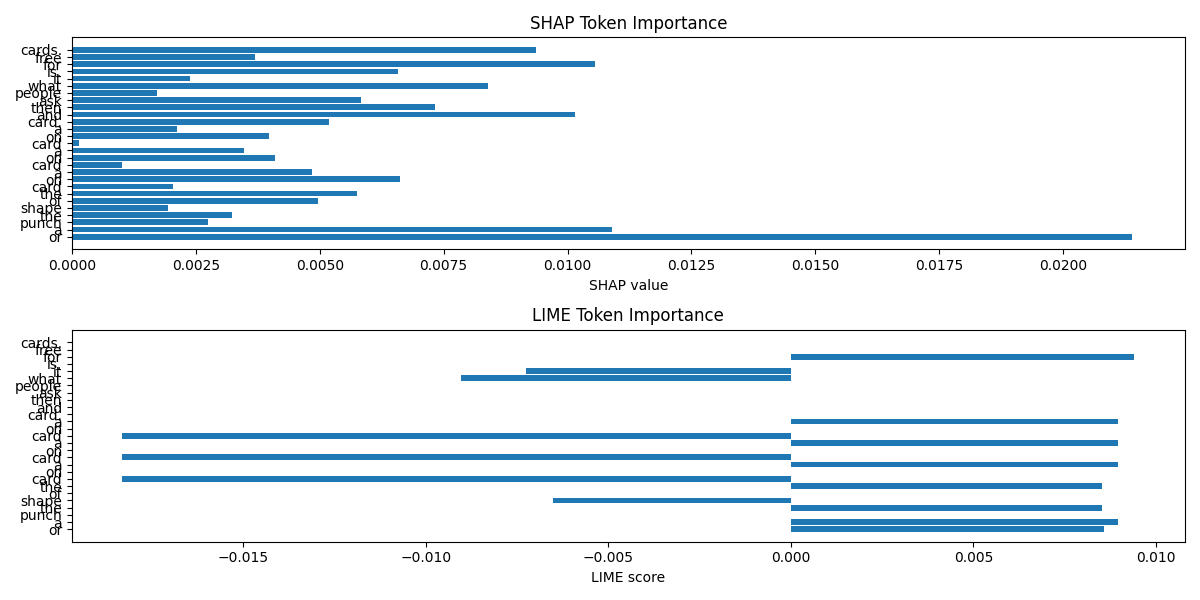 SHAP Token Importance
cards.
free
for
is.
it
what
people
ask
then
and
card.
a
on
card
a
on
card
a
on
card
the
of
shape
the
punch
a
or
0.0000 0.0025 0.0050 0.0075 0.0100 0.0125 0.0150 0.0175 0.0200
SHAP value
LIME Token Importance
cards.
free
for
is.
it
what
people
ask
then
and
card.
a
on
card
a
on
card
a
on
card
the
of
shape
the
punch
a
or
−0.015 −0.010 −0.005 0.000 0.005 0.010
LIME score